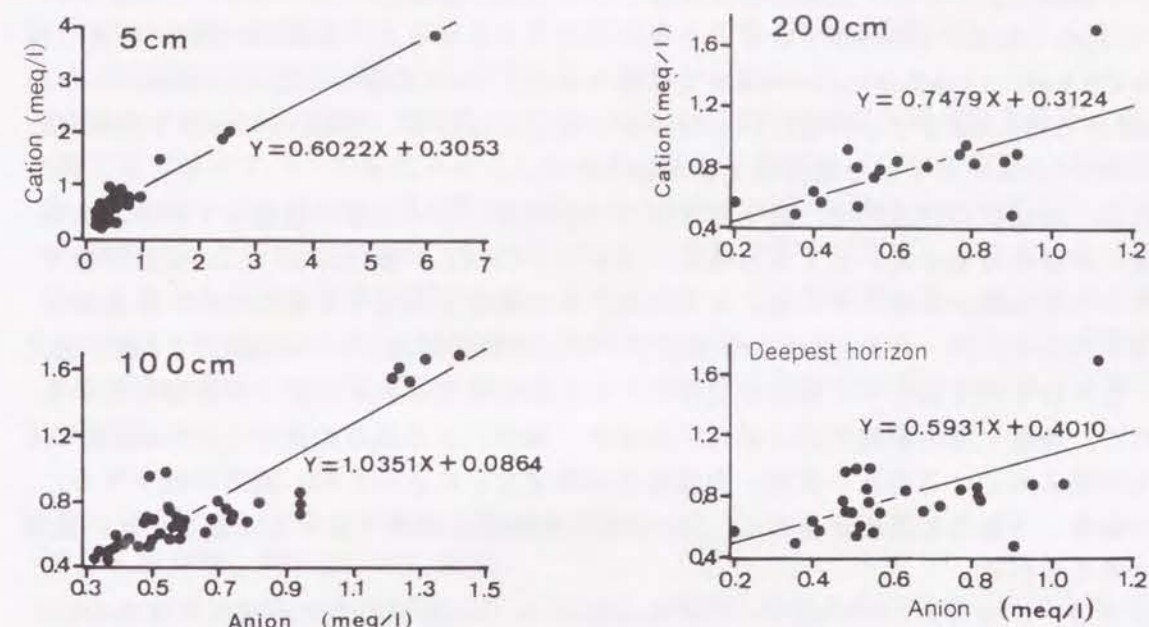 5cm
Cation (meq/l)
4
3
2
1
0
Y=0.6022X+0.3053
0 1 2 3 4 5 6 7
200cm
Cation (meq/l)
1.6
1.2
0.8
0.4
Y=0.7479X+0.3124
0.2 0.4 0.6 0.8 1.0 1.2
100cm
1.6
1.2
0.8
0.4
Y=1.0351X+0.0864
0.3 0.5 0.7 0.9 1.1 1.3 1.5
Anion (meq/l)
Deepest horizon
1.6
1.2
0.8
0.4
Y=0.5931X+0.4010
0.2 0.4 0.6 0.8 1.0 1.2
Anion (meq/l)